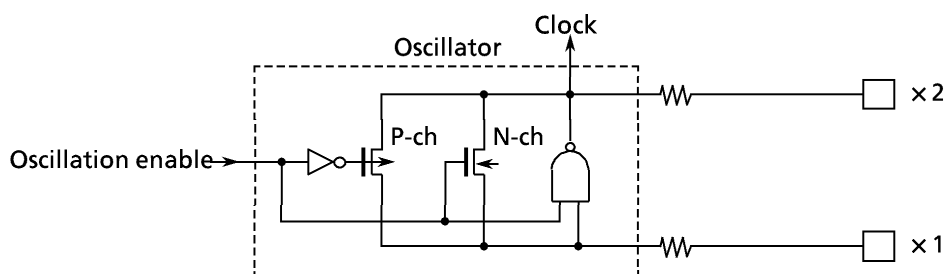 Clock
Oscillator
× 2
P-ch
N-ch
Oscillation enable
× 1